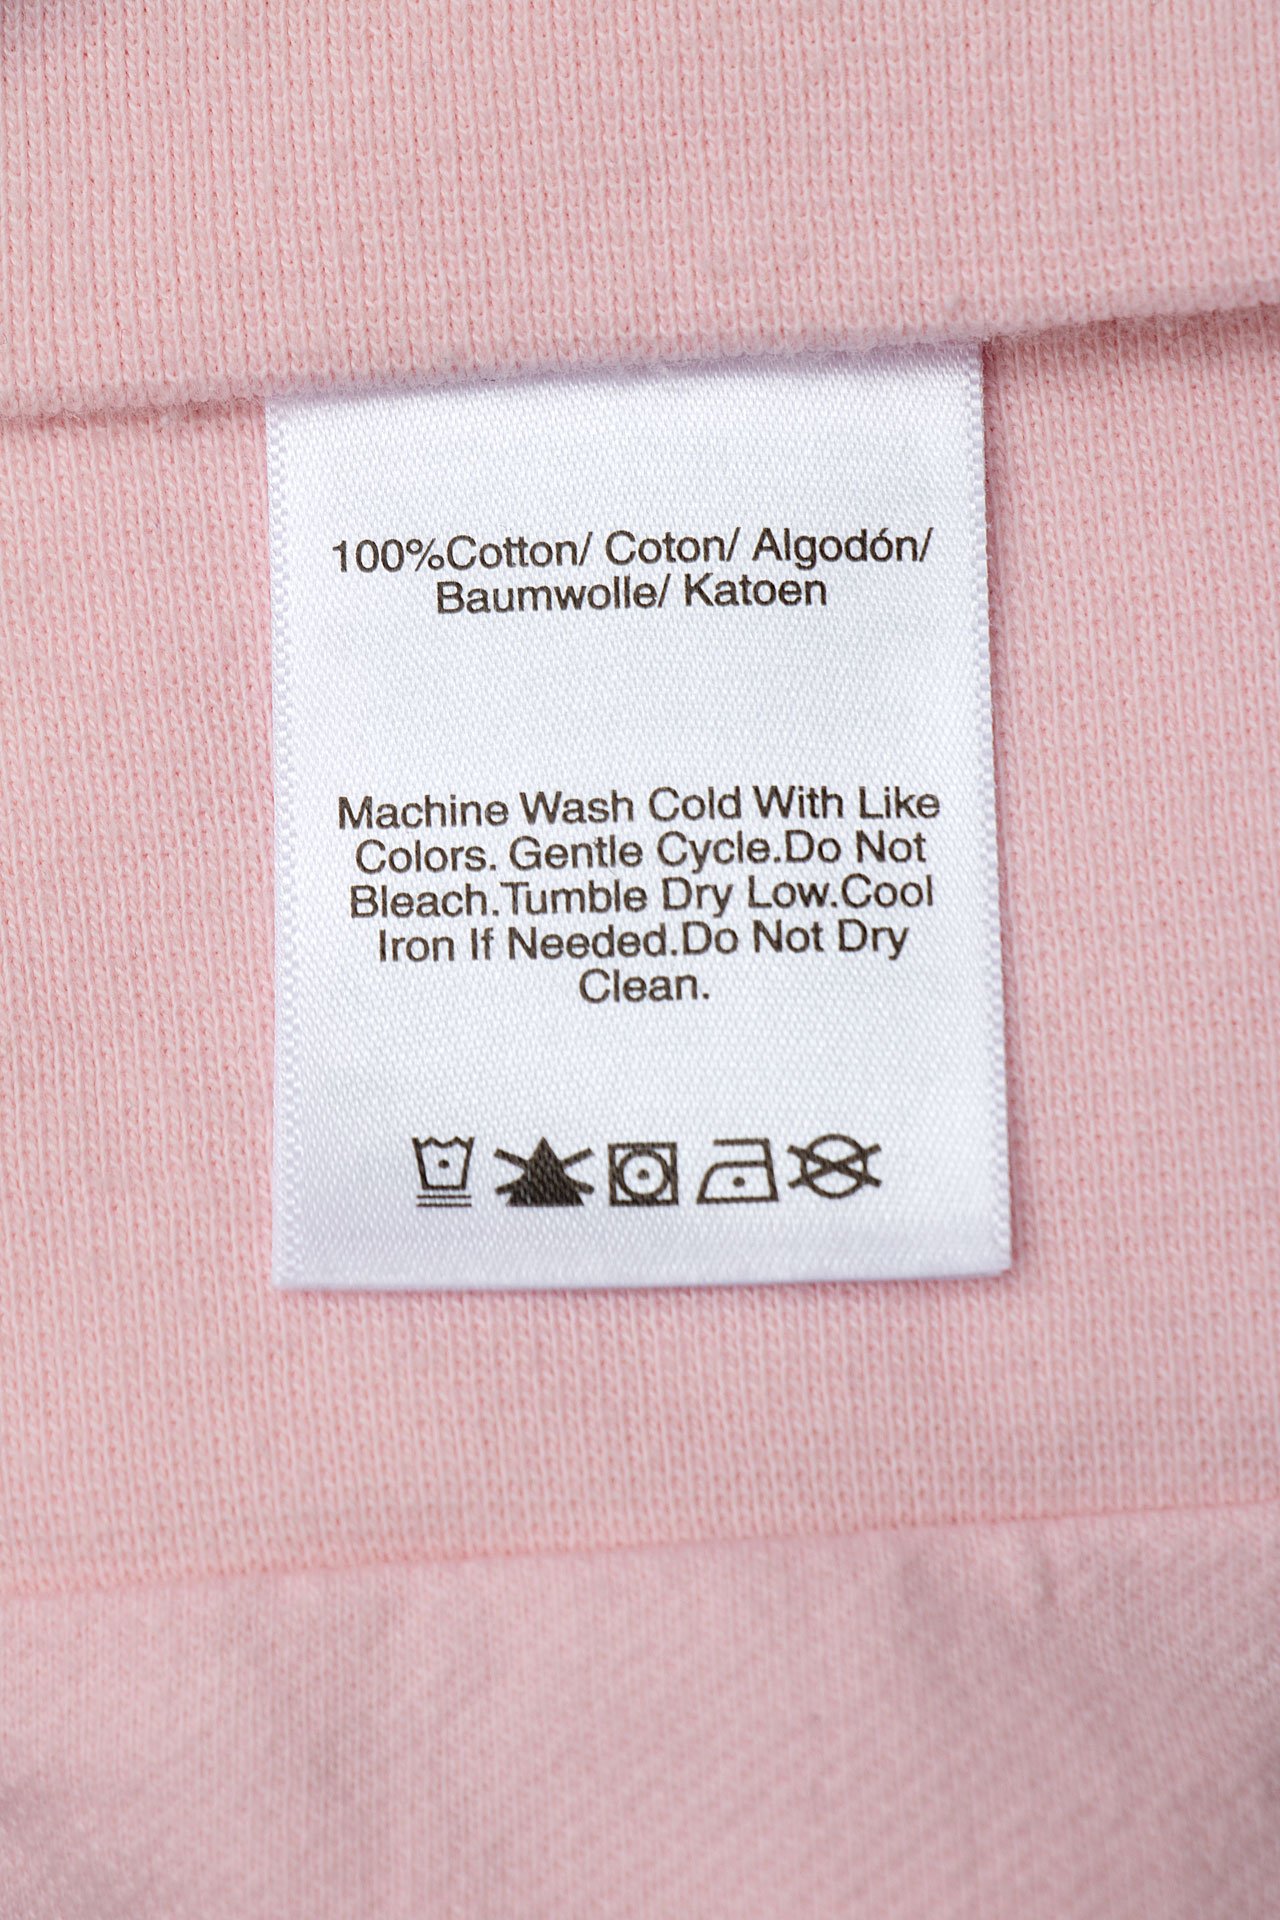 100%Cotton/ Coton/ Algodón/
Baumwolle/ Katoen
Machine Wash Cold With Like
Colors. Gentle Cycle.Do Not
Bleach.Tumble Dry Low.Cool
Iron If Needed.Do Not Dry
Clean.